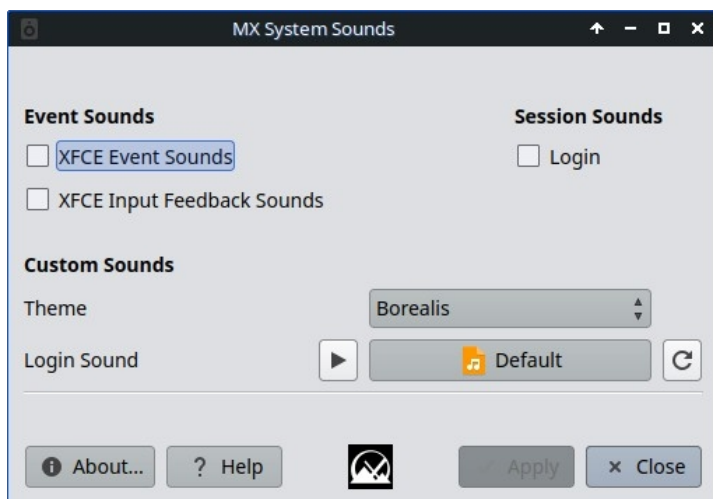 MX System Sounds
Event Sounds
Session Sounds
XFCE Event Sounds
Login
XFCE Input Feedback Sounds
Custom Sounds
Theme
Borealis
Login Sound
Default
About...
? Help
Apply
Close